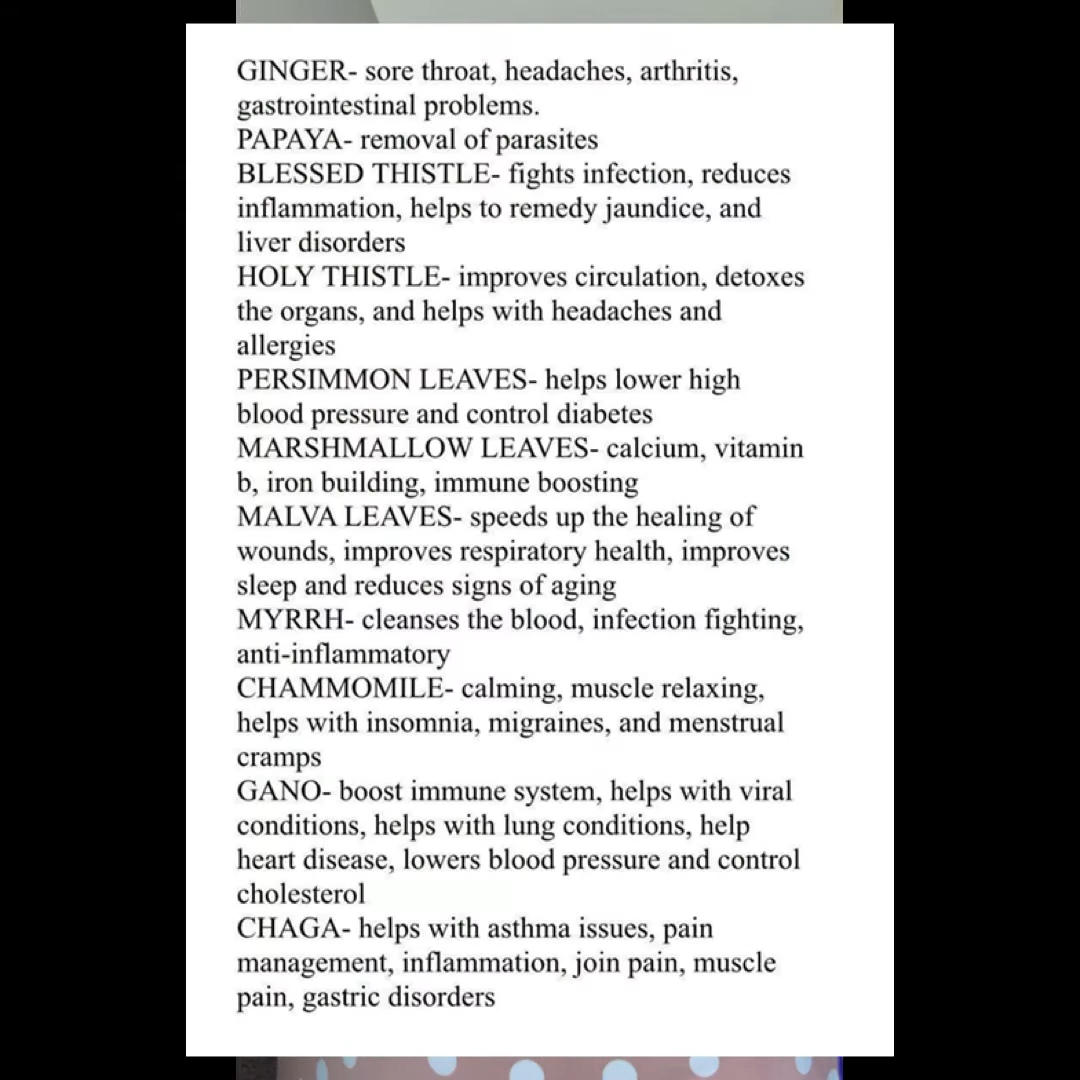 GINGER- sore throat, headaches, arthritis,
gastrointestinal problems.
PAPAYA- removal of parasites
BLESSED THISTLE- fights infection, reduces
inflammation, helps to remedy jaundice, and
liver disorders
HOLY THISTLE- improves circulation, detoxes
the organs, and helps with headaches and
allergies
PERSIMMON LEAVES- helps lower high
blood pressure and control diabetes
MARSHMALLOW LEAVES- calcium, vitamin
b, iron building, immune boosting
MALVA LEAVES- speeds up the healing of
wounds, improves respiratory health, improves
sleep and reduces signs of aging
MYRRH- cleanses the blood, infection fighting,
anti-inflammatory
CHAMMOMILE- calming, muscle relaxing,
helps with insomnia, migraines, and menstrual
cramps
GANO- boost immune system, helps with viral
conditions, helps with lung conditions, help
heart disease, lowers blood pressure and control
cholesterol
CHAGA- helps with asthma issues, pain
management, inflammation, join pain, muscle
pain, gastric disorders